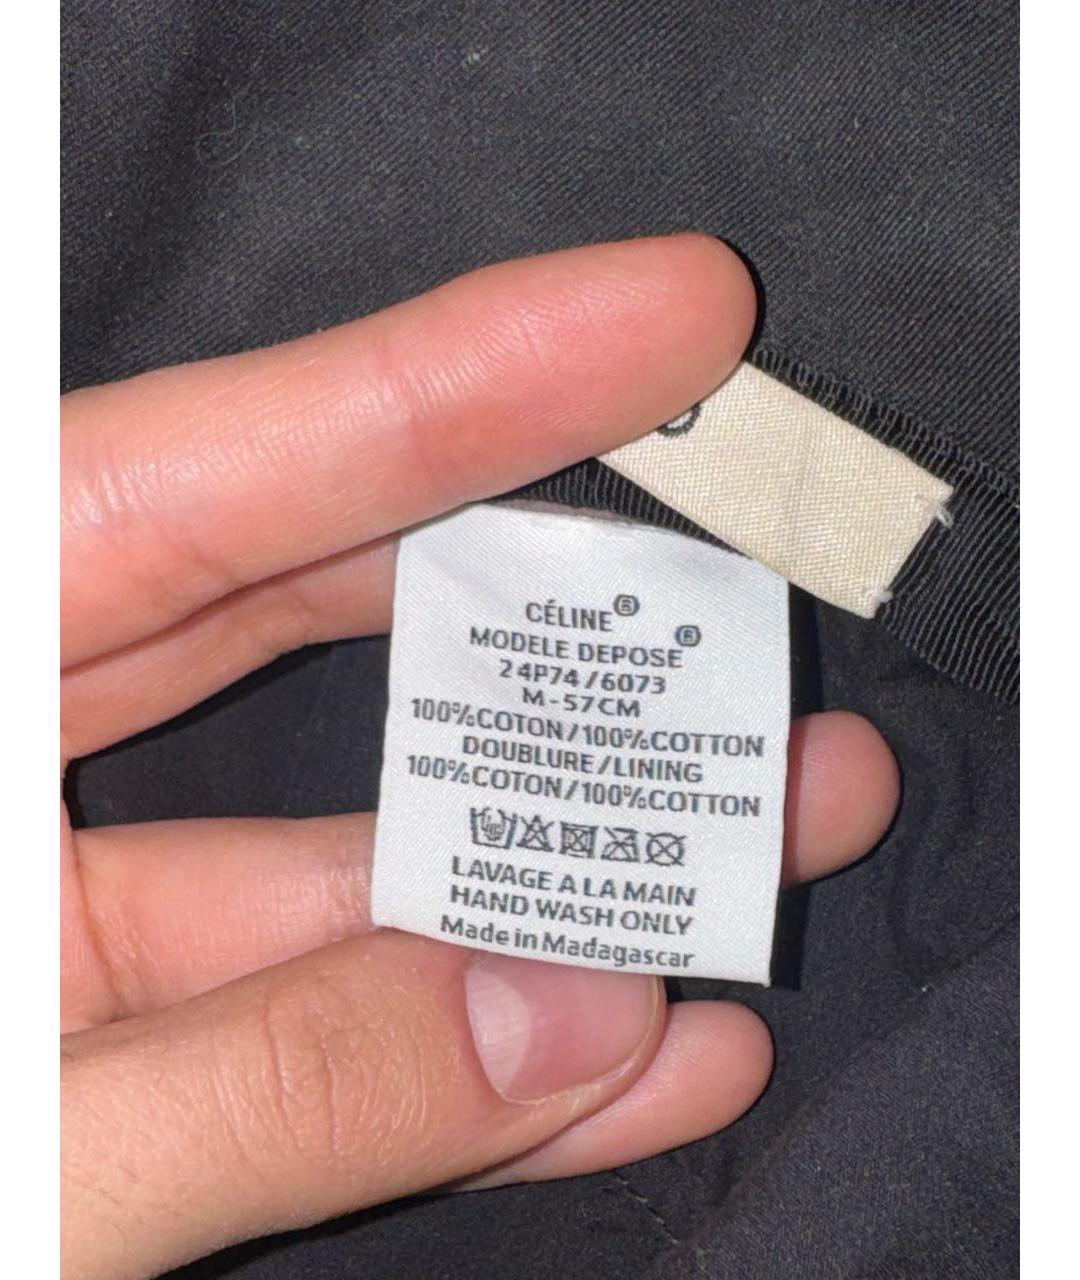 CÉLINE®
MODELE DEPOSE®
24P74/6073
M-57CM
100%COTON/100%COTTON
DOUBLURE/LINING
100%COTON/100%COTTON
LAVAGE A LA MAIN
HAND WASH ONLY
Made in Madagascar